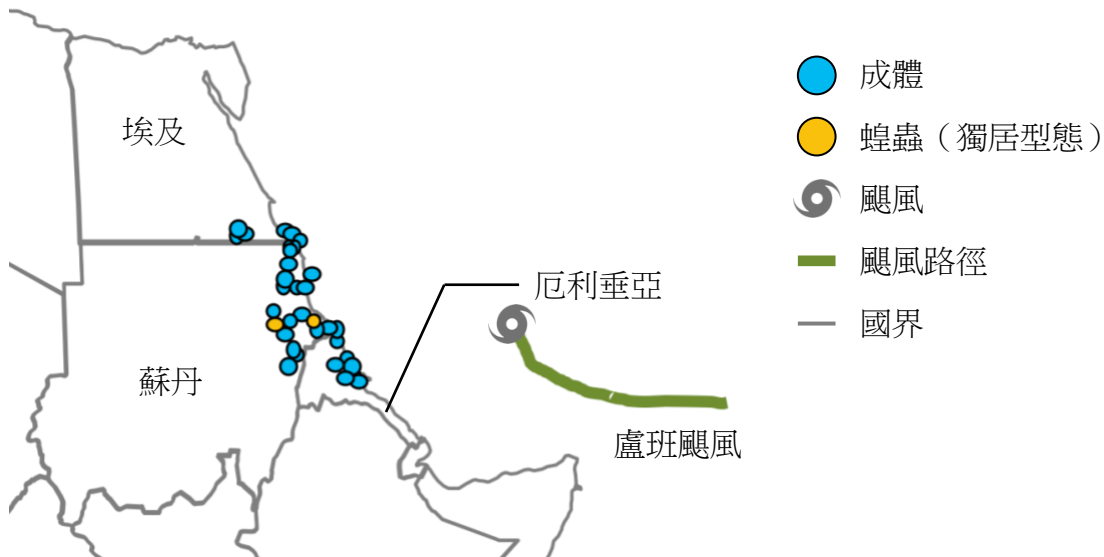 埃及
蘇丹
厄利垂亞
盧班颶風
成體
蝗蟲（獨居型態）
颶風
颶風路徑
國界